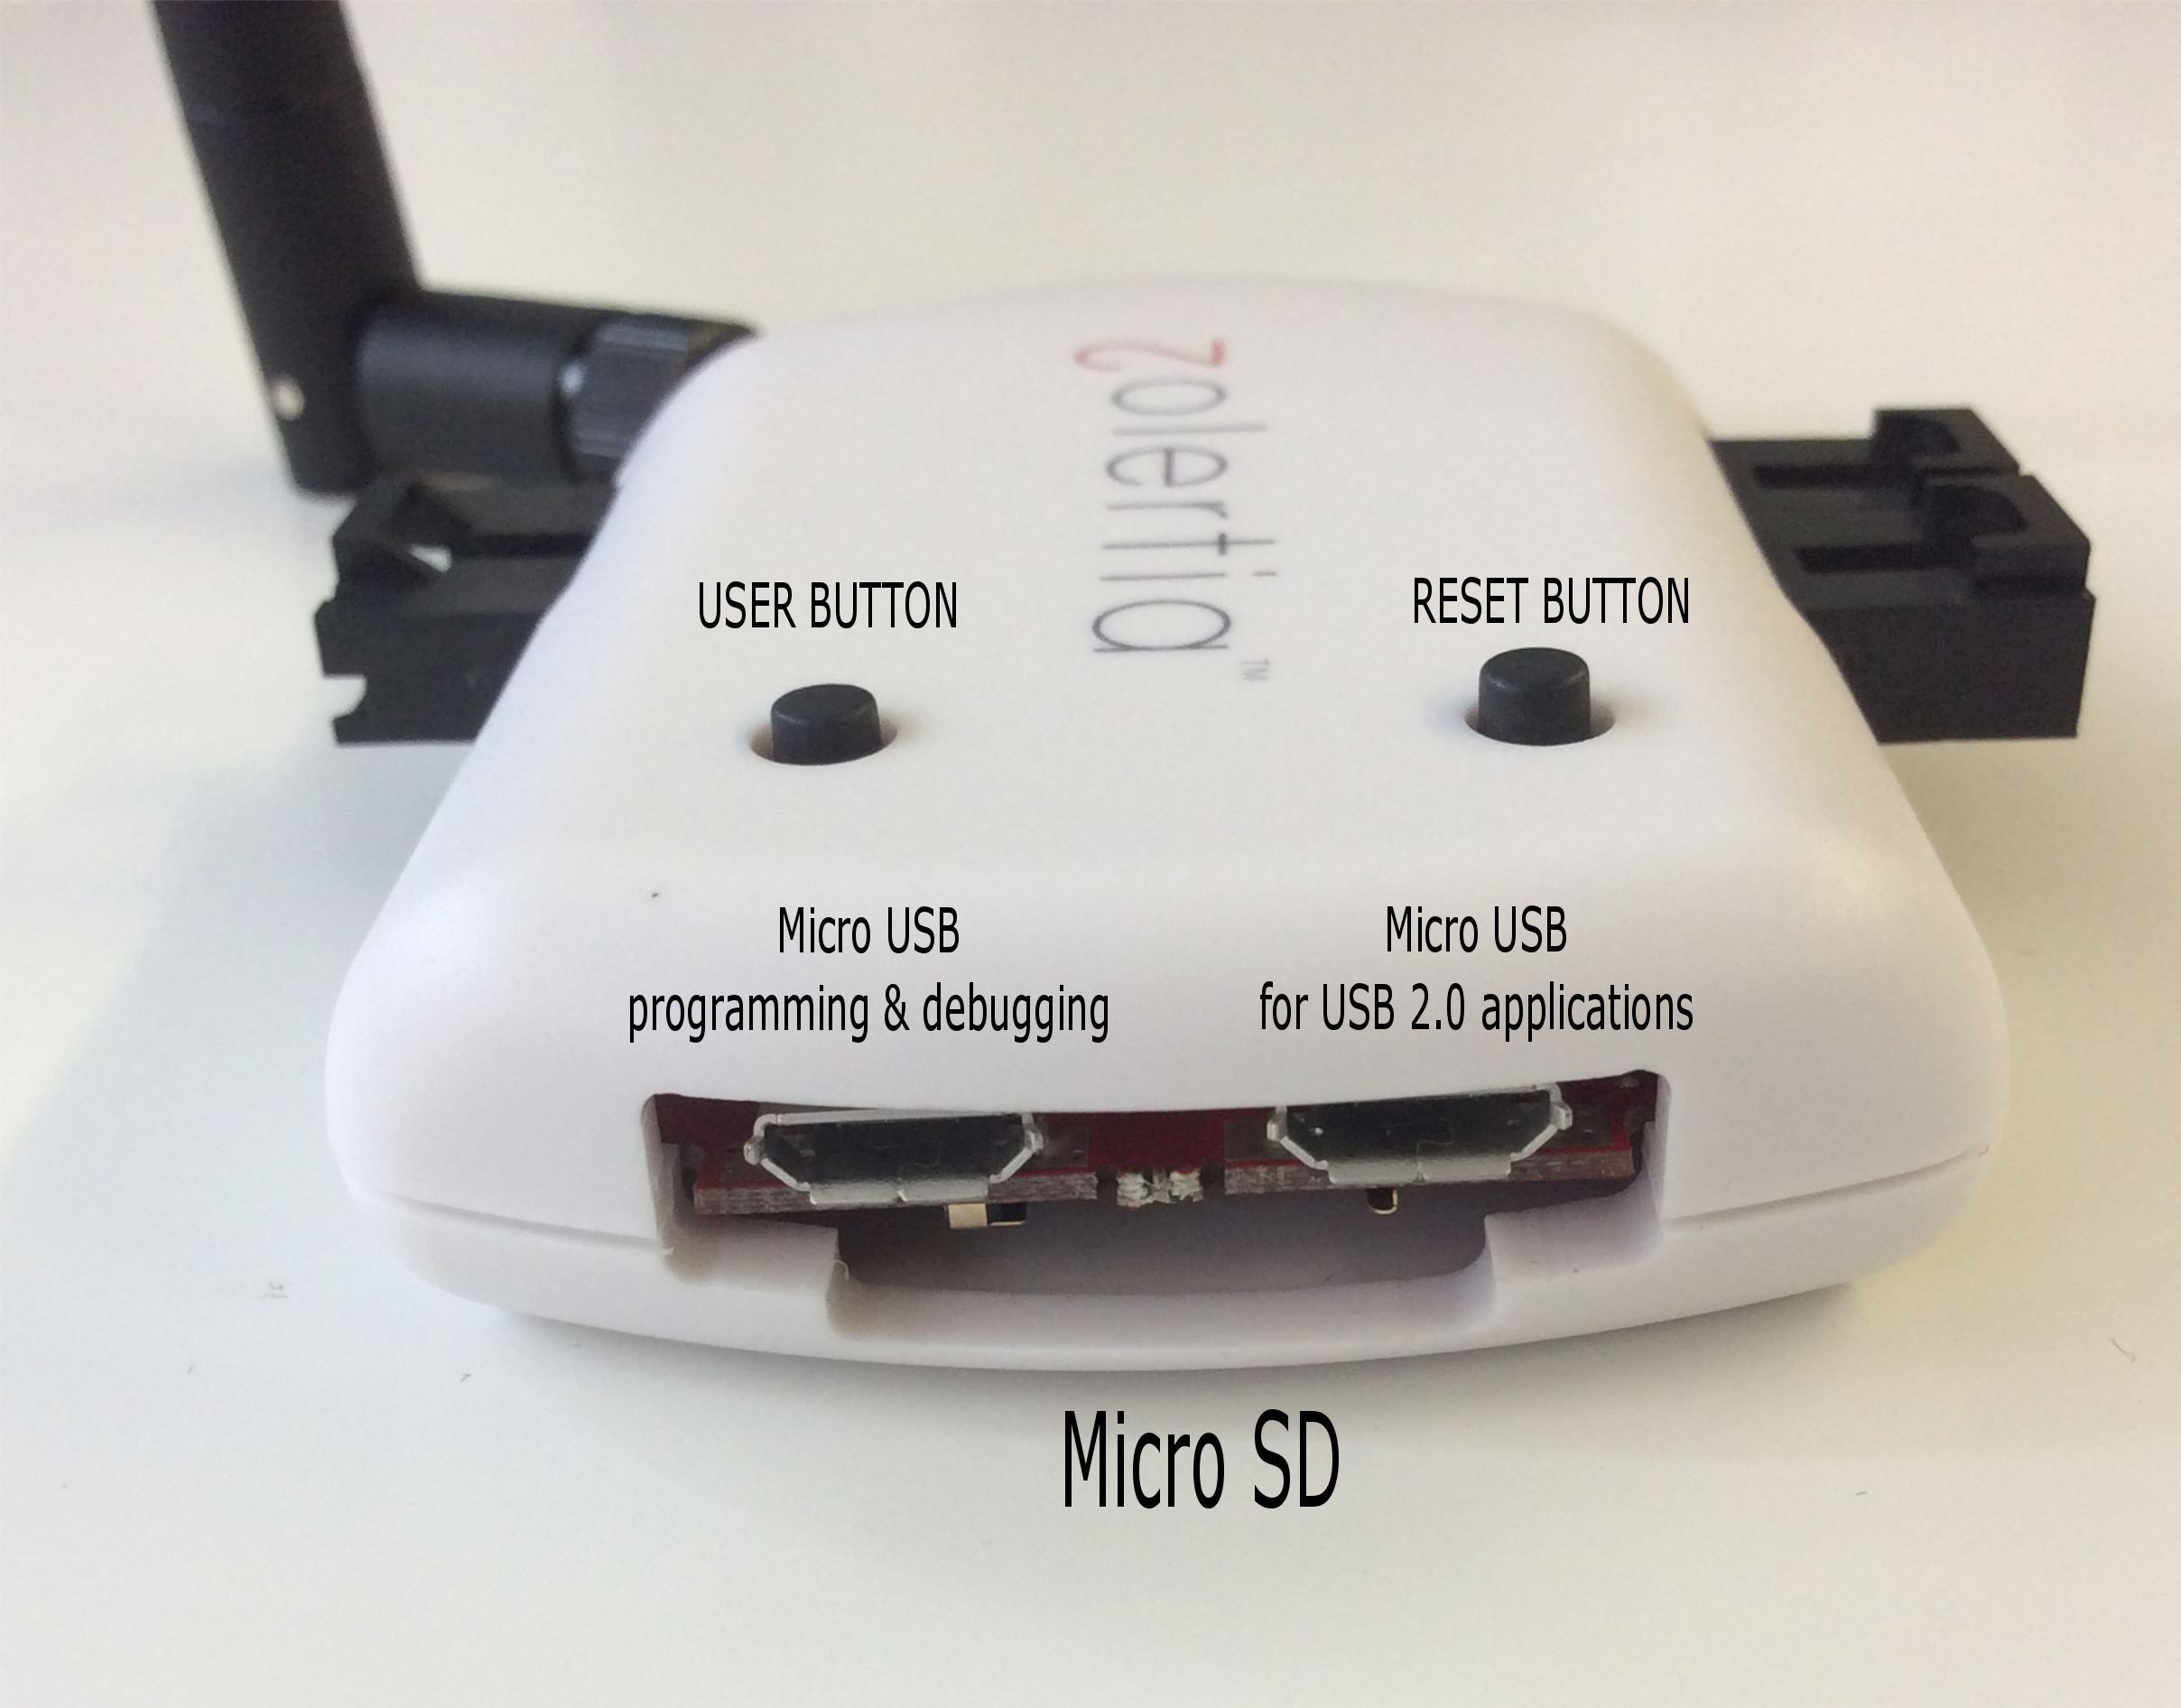 Zolertia™
USER BUTTON
RESET BUTTON
Micro USB
programming & debugging
Micro USB
for USB 2.0 applications
Micro SD